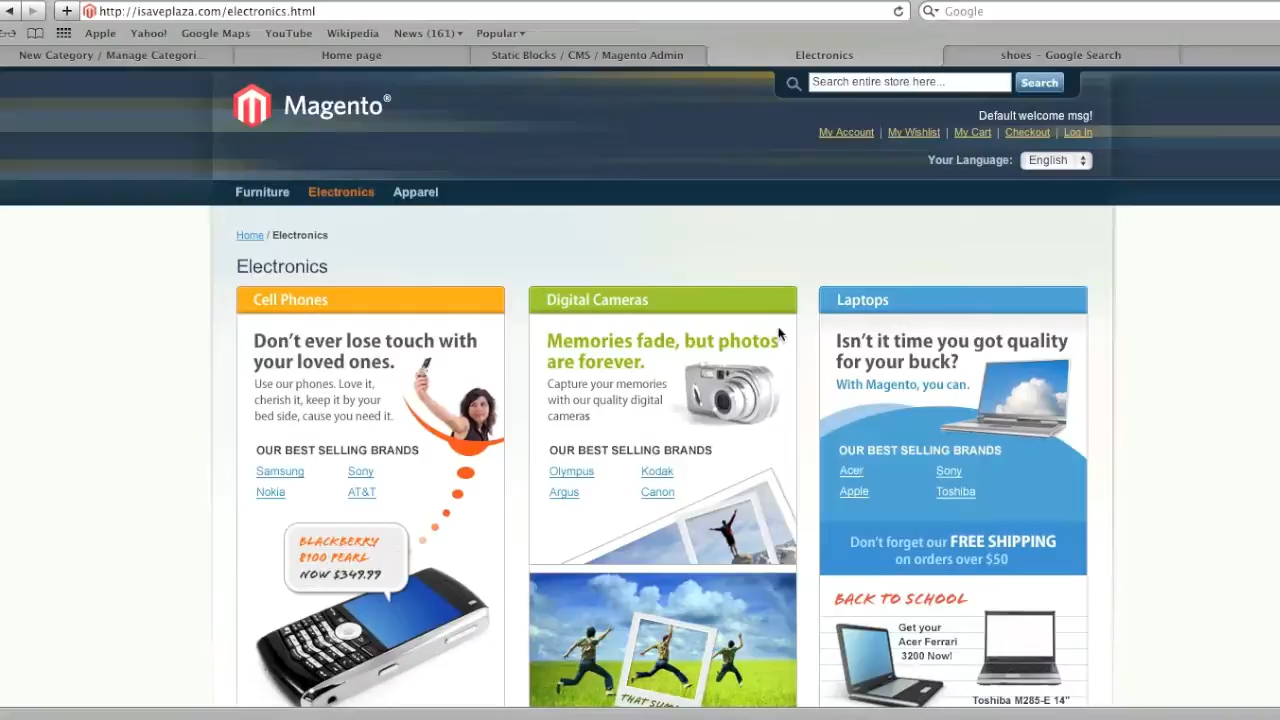 http://isaveplaza.com/electronics.html
Google
Apple Yahoo! Google Maps YouTube Wikipedia News (161) Popular
New Category / Manage Categori... Home page Static Blocks / CMS / Magento Admin Electronics shoes - Google Search
Magento®
Search entire store here... Search
Default welcome msg!
My Account | My Wishlist | My Cart | Checkout | Log In
Your Language: English
Furniture Electronics Apparel
Home / Electronics
Electronics
Cell Phones
Don't ever lose touch with
your loved ones.
Use our phones. Love it,
cherish it, keep it by your
bed side, cause you need it.
OUR BEST SELLING BRANDS
Samsung Sony
Nokia AT&T
BLACKBERRY
8100 PEARL
NOW $349.99
Digital Cameras
Memories fade, but photos
are forever.
Capture your memories
with our quality digital
cameras
OUR BEST SELLING BRANDS
Olympus Kodak
Argus Canon
THAT SUM
Laptops
Isn't it time you got quality
for your buck?
With Magento, you can.
OUR BEST SELLING BRANDS
Acer Sony
Apple Toshiba
Don't forget our FREE SHIPPING
on orders over $50
BACK TO SCHOOL
Get your
Acer Ferrari
3200 Now!
Toshiba M285-E 14"